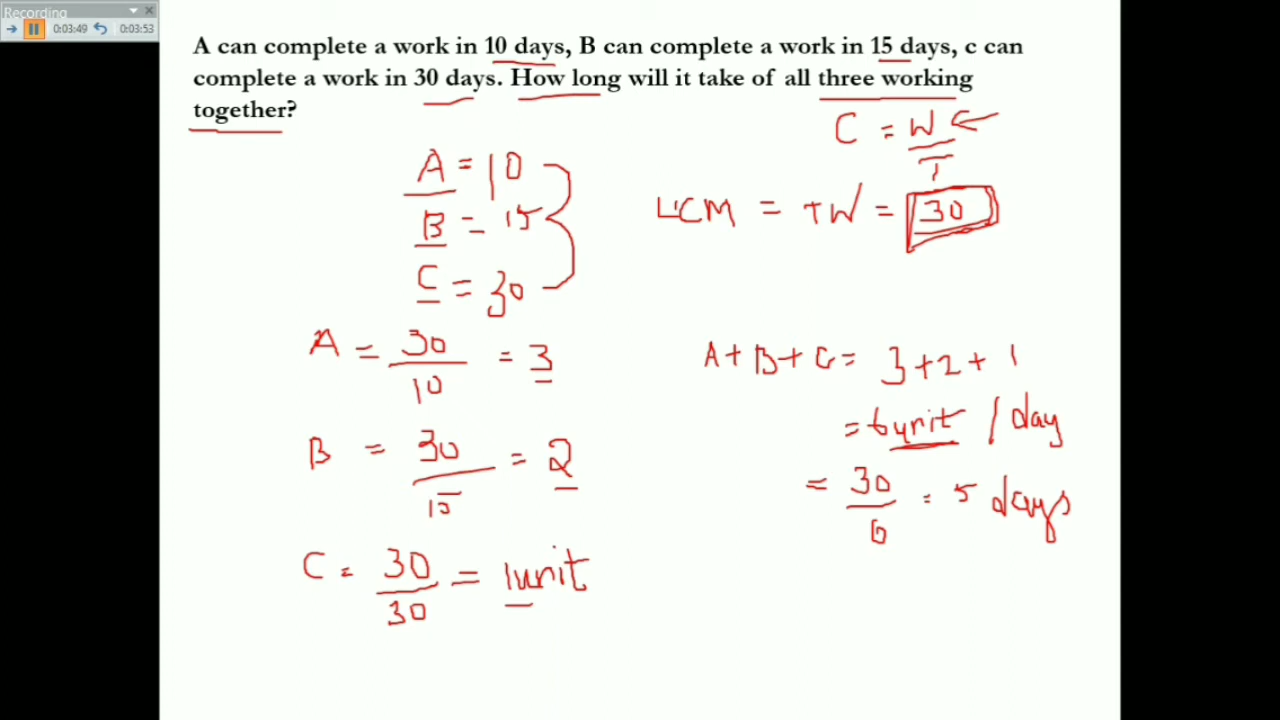 Recording
0:03:49 0:03:53
A can complete a work in 10 days, B can complete a work in 15 days, c can
complete a work in 30 days. How long will it take of all three working
together?
C = W/T
A = 10
B = 15
C = 30
LCM = TW = 30
A = 30/10 = 3
B = 30/15 = 2
C = 30/30 = 1unit
A+B+C= 3+2+1
=6unit / day
= 30/6 = 5 days